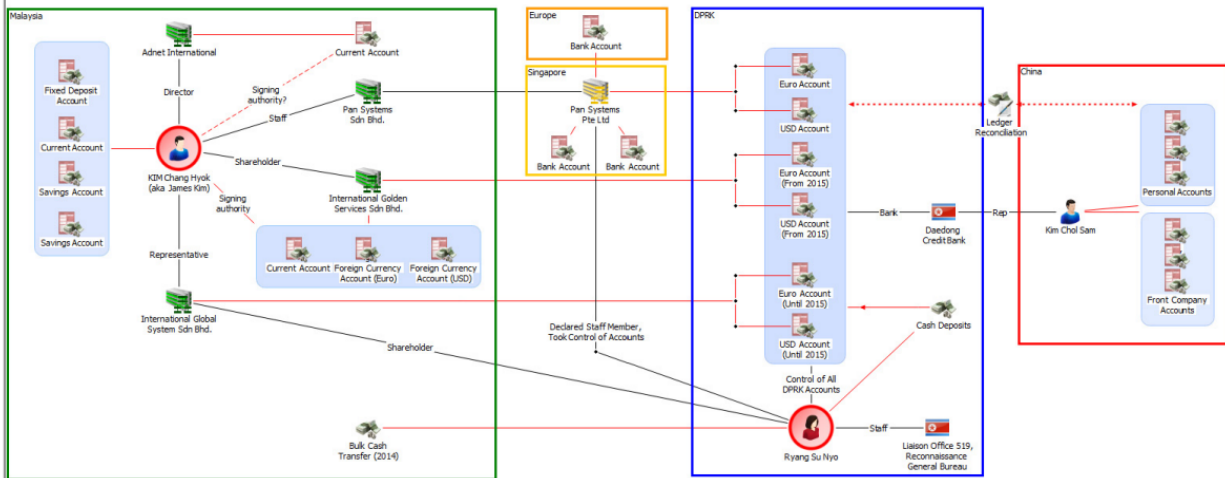 Malaysia
Adnet International
Current Account
Fixed Deposit
Account
Director
Signing
authority?
Pan Systems
Sdn Bhd.
Staff
Current Account
KIM Chang Hyok
(aka James Kim)
Shareholder
Savings Account
Signing
authority
International Golden
Services Sdn Bhd.
Savings Account
Representative
Current Account
Foreign Currency
Account (Euro)
Foreign Currency
Account (USD)
International Global
System Sdn Bhd.
Shareholder
Bulk Cash
Transfer (2014)
Europe
Bank Account
Singapore
Pan Systems
Pte Ltd
Bank Account
Bank Account
Declared Staff Member,
Took Control of Accounts
DPRK
Euro Account
USD Account
Euro Account
(From 2015)
USD Account
(From 2015)
Euro Account
(Until 2015)
USD Account
(Until 2015)
Bank
Daedong
Credit Bank
Rep
Cash Deposits
Control of All
DPRK Accounts
Ryang Su Nyo
Staff
Liaison Office 519,
Reconnaissance
General Bureau
Ledger
Reconciliation
China
Personal Accounts
Kim Chol Sam
Front Company
Accounts